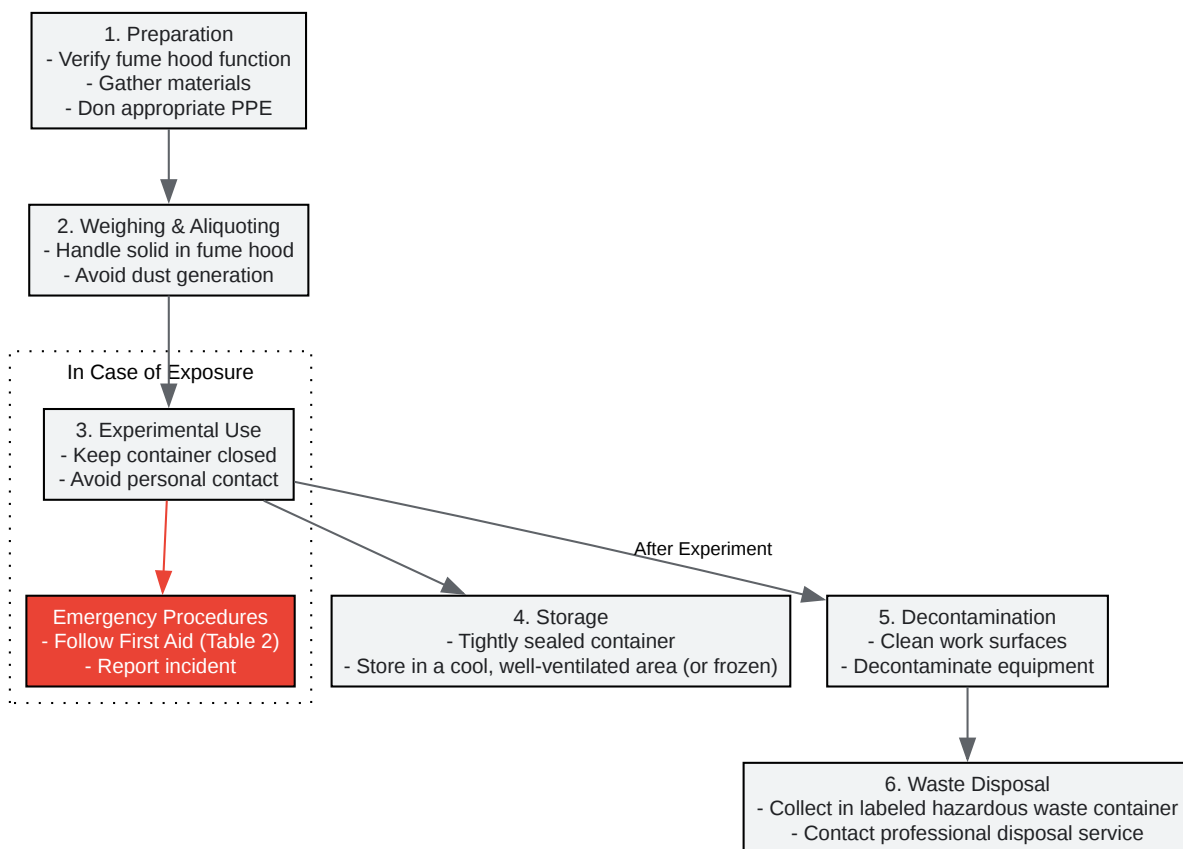 1. Preparation
- Verify fume hood function
- Gather materials
- Don appropriate PPE
2. Weighing & Aliquoting
- Handle solid in fume hood
- Avoid dust generation
In Case of Exposure
3. Experimental Use
- Keep container closed
- Avoid personal contact
After Experiment
Emergency Procedures
- Follow First Aid (Table 2)
- Report incident
4. Storage
- Tightly sealed container
- Store in a cool, well-ventilated area (or frozen)
5. Decontamination
- Clean work surfaces
- Decontaminate equipment
6. Waste Disposal
- Collect in labeled hazardous waste container
- Contact professional disposal service